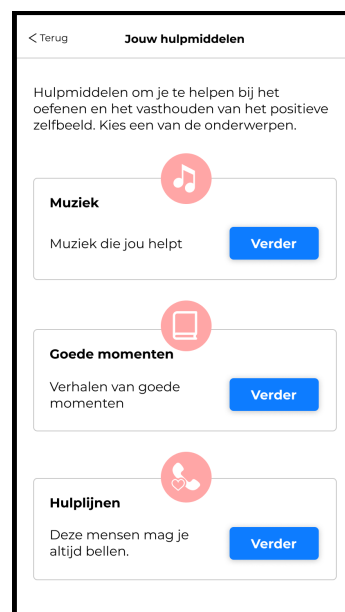 < Terug Jouw hulpmiddelen
Hulpmiddelen om je te helpen bij het
oefenen en het vasthouden van het positieve
zelfbeeld. Kies een van de onderwerpen.
Muziek
Muziek die jou helpt
Verder
Goede momenten
Verhalen van goede
momenten
Verder
Hulplijnen
Deze mensen mag je
altijd bellen.
Verder